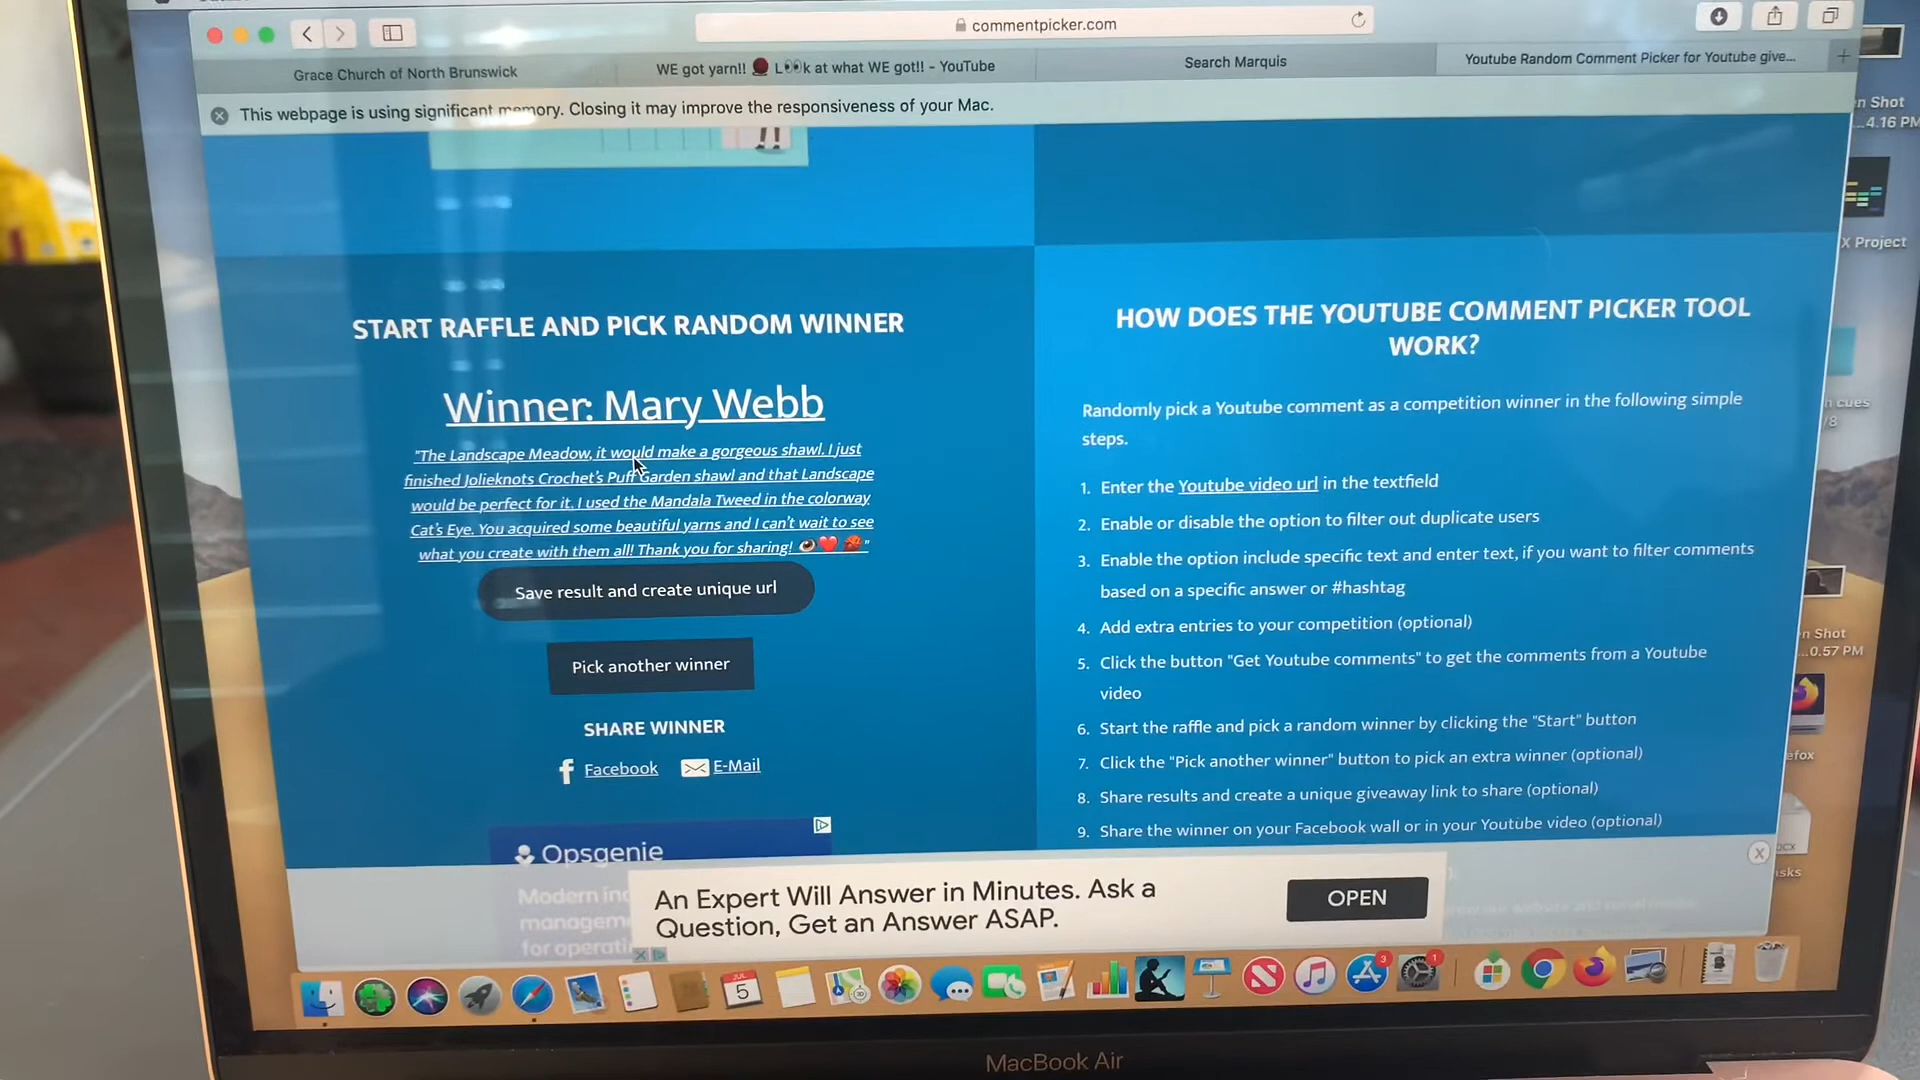 commentpicker.com
Grace Church of North Brunswick
WE got yarn!! 🧶 L👀k at what WE got!! - YouTube
Search Marquis
Youtube Random Comment Picker for Youtube give...
This webpage is using significant memory. Closing it may improve the responsiveness of your Mac.
START RAFFLE AND PICK RANDOM WINNER
Winner: Mary Webb
"The Landscape Meadow, it would make a gorgeous shawl. I just
finished Jolieknots Crochet's Puff Garden shawl and that Landscape
would be perfect for it. I used the Mandala Tweed in the colorway
Cat's Eye. You acquired some beautiful yarns and I can't wait to see
what you create with them all! Thank you for sharing! 👁❤️🧶"
Save result and create unique url
Pick another winner
SHARE WINNER
Facebook
E-Mail
HOW DOES THE YOUTUBE COMMENT PICKER TOOL
WORK?
Randomly pick a Youtube comment as a competition winner in the following simple
steps.
1. Enter the Youtube video url in the textfield
2. Enable or disable the option to filter out duplicate users
3. Enable the option include specific text and enter text, if you want to filter comments
based on a specific answer or #hashtag
4. Add extra entries to your competition (optional)
5. Click the button "Get Youtube comments" to get the comments from a Youtube
video
6. Start the raffle and pick a random winner by clicking the "Start" button
7. Click the "Pick another winner" button to pick an extra winner (optional)
8. Share results and create a unique giveaway link to share (optional)
9. Share the winner on your Facebook wall or in your Youtube video (optional)
Opsgenie
Modern inc
managem
for operati
An Expert Will Answer in Minutes. Ask a
Question, Get an Answer ASAP.
OPEN
n Shot
...4.16 PM
X Project
h cues
/8
n Shot
...0.57 PM
efox
ocx
sks
JUL
5
3
1
MacBook Air